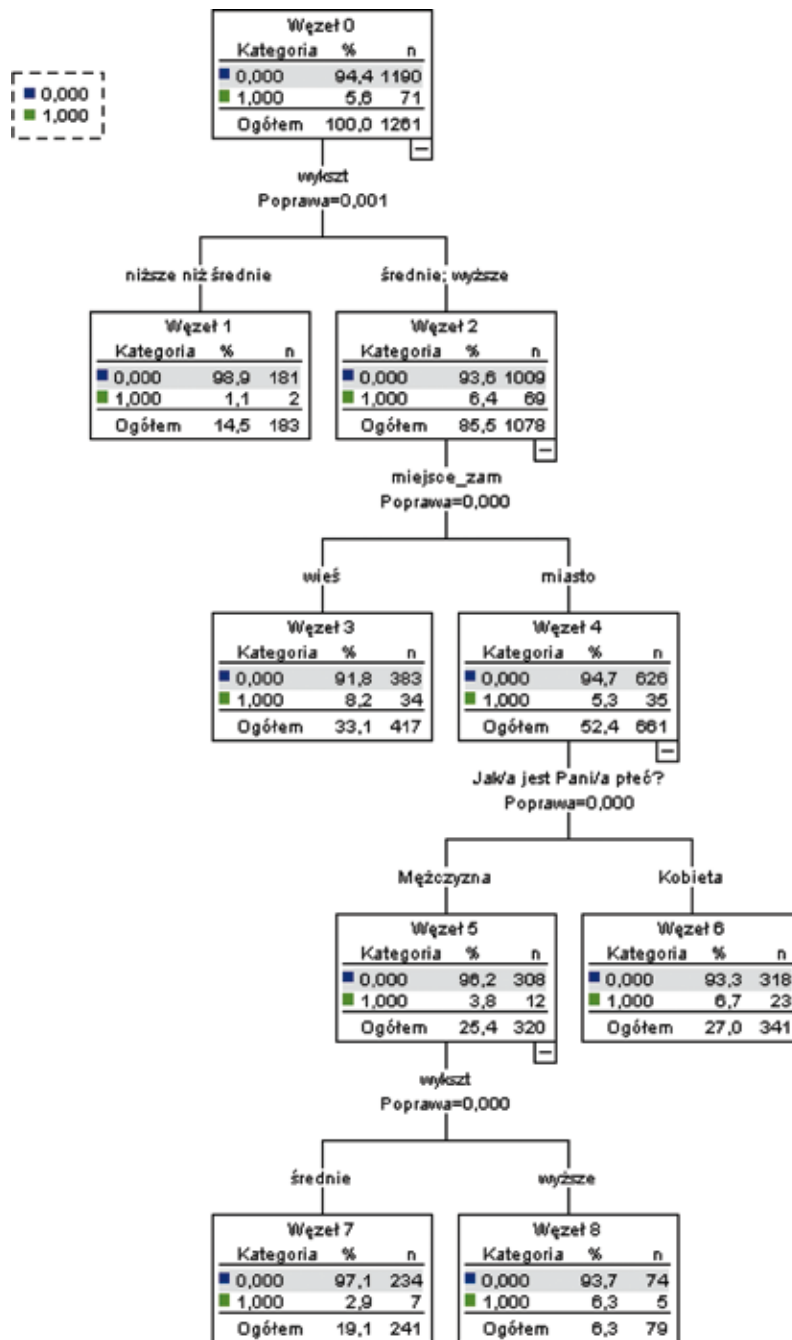 0,000
1,000
Węzeł 0
Kategoria % n
0,000 94,4 1190
1,000 5,6 71
Ogółem 100,0 1261
wykszt
Poprawa=0,001
niższe niż średnie
średnie; wyższe
Węzeł 1
Kategoria % n
0,000 98,9 181
1,000 1,1 2
Ogółem 14,5 183
Węzeł 2
Kategoria % n
0,000 93,6 1009
1,000 6,4 69
Ogółem 85,5 1078
miejsce_zam
Poprawa=0,000
wieś
miasto
Węzeł 3
Kategoria % n
0,000 91,8 383
1,000 8,2 34
Ogółem 33,1 417
Węzeł 4
Kategoria % n
0,000 94,7 626
1,000 5,3 35
Ogółem 52,4 661
Jak/a jest Pani/a płeć?
Poprawa=0,000
Mężczyzna
Kobieta
Węzeł 5
Kategoria % n
0,000 96,2 308
1,000 3,8 12
Ogółem 25,4 320
Węzeł 6
Kategoria % n
0,000 93,3 318
1,000 6,7 23
Ogółem 27,0 341
wykszt
Poprawa=0,000
średnie
wyższe
Węzeł 7
Kategoria % n
0,000 97,1 234
1,000 2,9 7
Ogółem 19,1 241
Węzeł 8
Kategoria % n
0,000 93,7 74
1,000 6,3 5
Ogółem 6,3 79